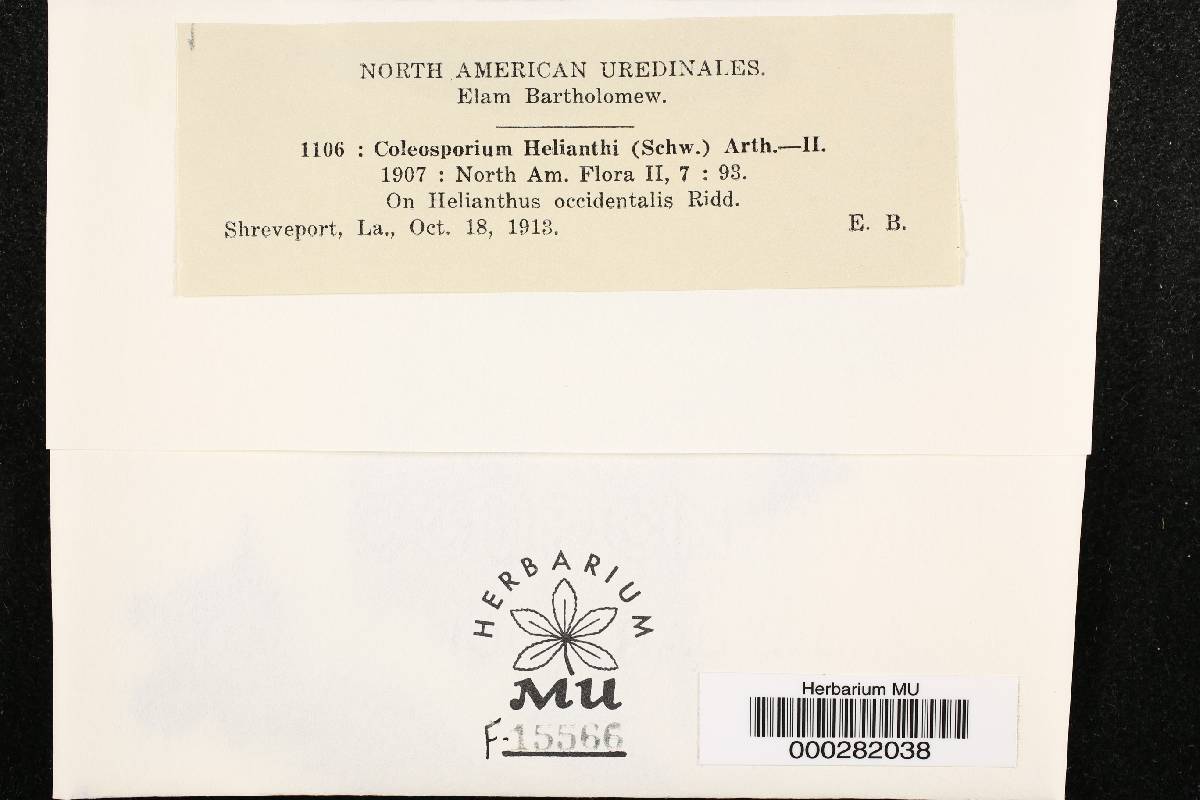 NORTH AMERICAN UREDINALES.
Elam Bartholomew.
1106 : Coleosporium Helianthi (Schw.) Arth.—II.
1907 : North Am. Flora II, 7 : 93.
On Helianthus occidentalis Ridd.
Shreveport, La., Oct. 18, 1913. E. B.
HERBARIUM
MU
F-15566
Herbarium MU
000282038